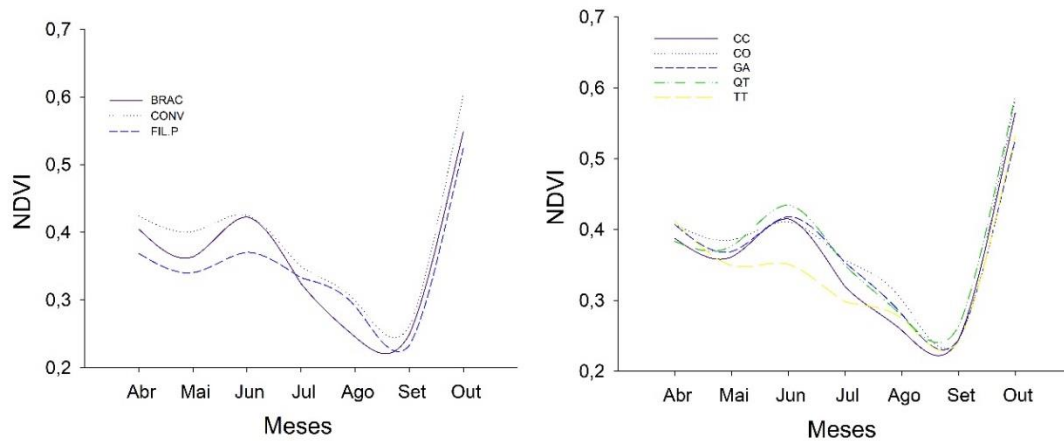 0,7
0,6
0,5
0,4
0,3
0,2
NDVI
BRAC
CONV
FIL.P
Abr Mai Jun Jul Ago Set Out
Meses
0,7
0,6
0,5
0,4
0,3
0,2
NDVI
CC
CO
GA
QT
TT
Abr Mai Jun Jul Ago Set Out
Meses